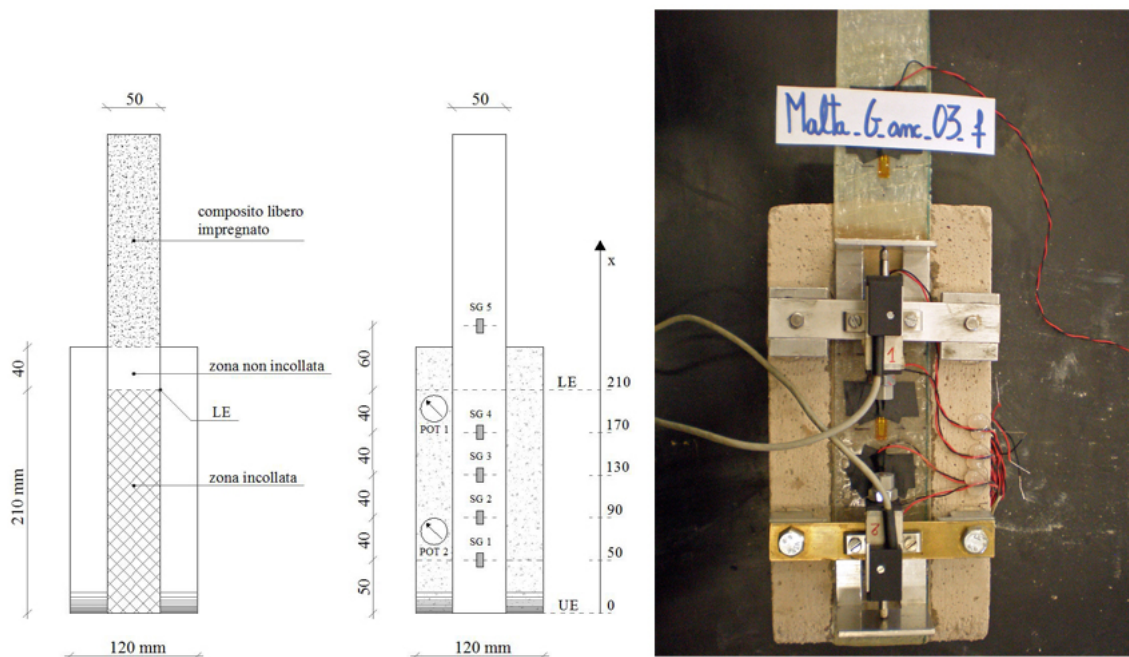 50
composito libero
impregnato
40
zona non incollata
LE
zona incollata
210 mm
120 mm
50
x
SG 5
60
LE
210
40
POT 1
SG 4
170
40
SG 3
130
40
SG 2
90
40
POT 2
SG 1
50
50
UE
0
120 mm
Malta_G_anc_03_f
1
2